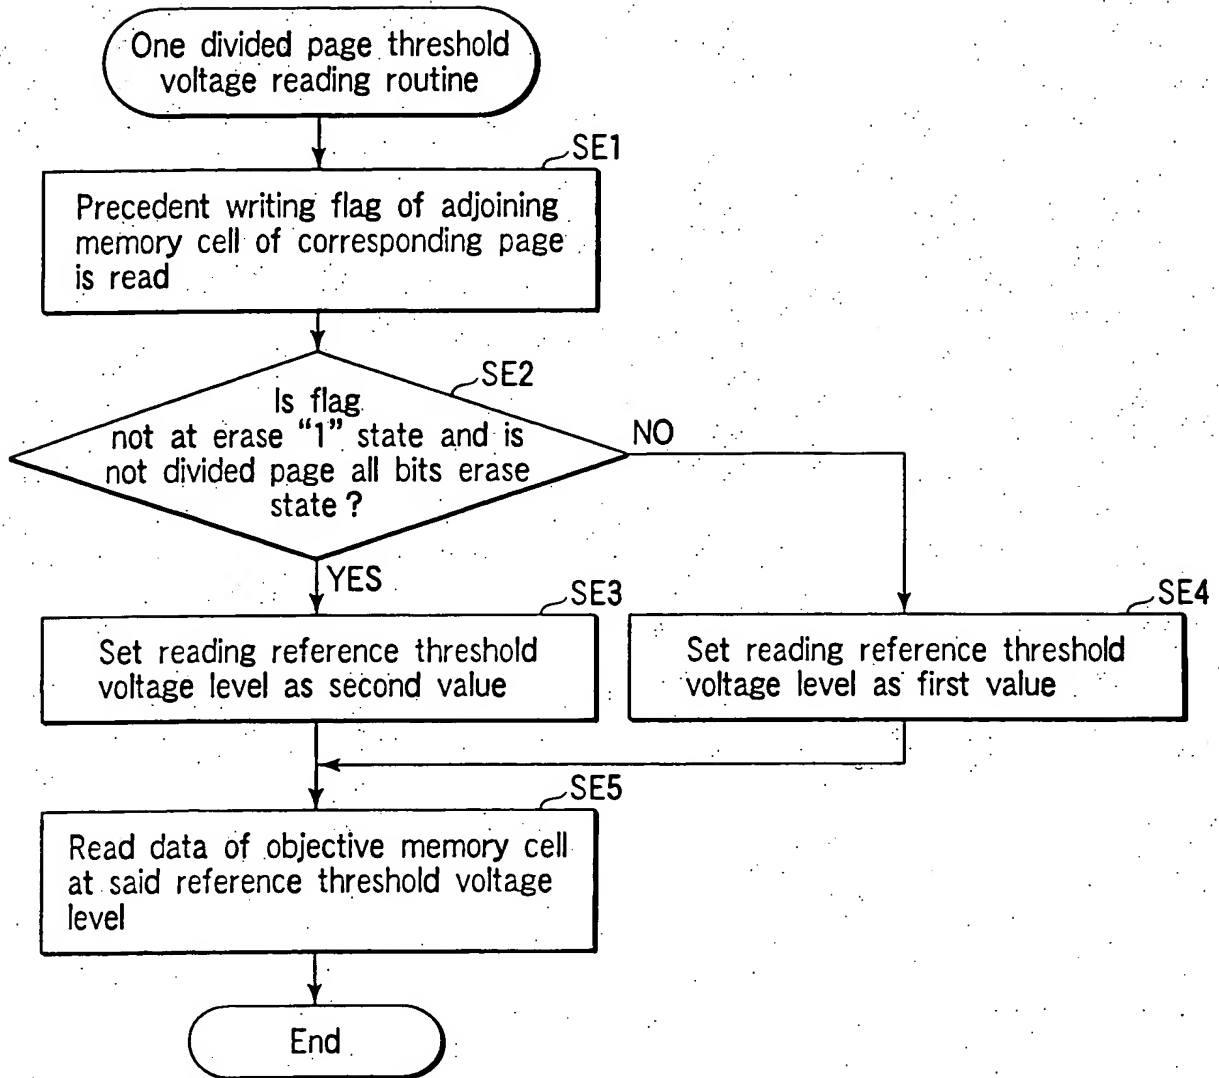 One divided page threshold
voltage reading routine
SE1
Precedent writing flag of adjoining
memory cell of corresponding page
is read
SE2
Is flag
not at erase “1” state and is
not divided page all bits erase
state ?
NO
YES
SE3
Set reading reference threshold
voltage level as second value
SE4
Set reading reference threshold
voltage level as first value
SE5
Read data of objective memory cell
at said reference threshold voltage
level
End